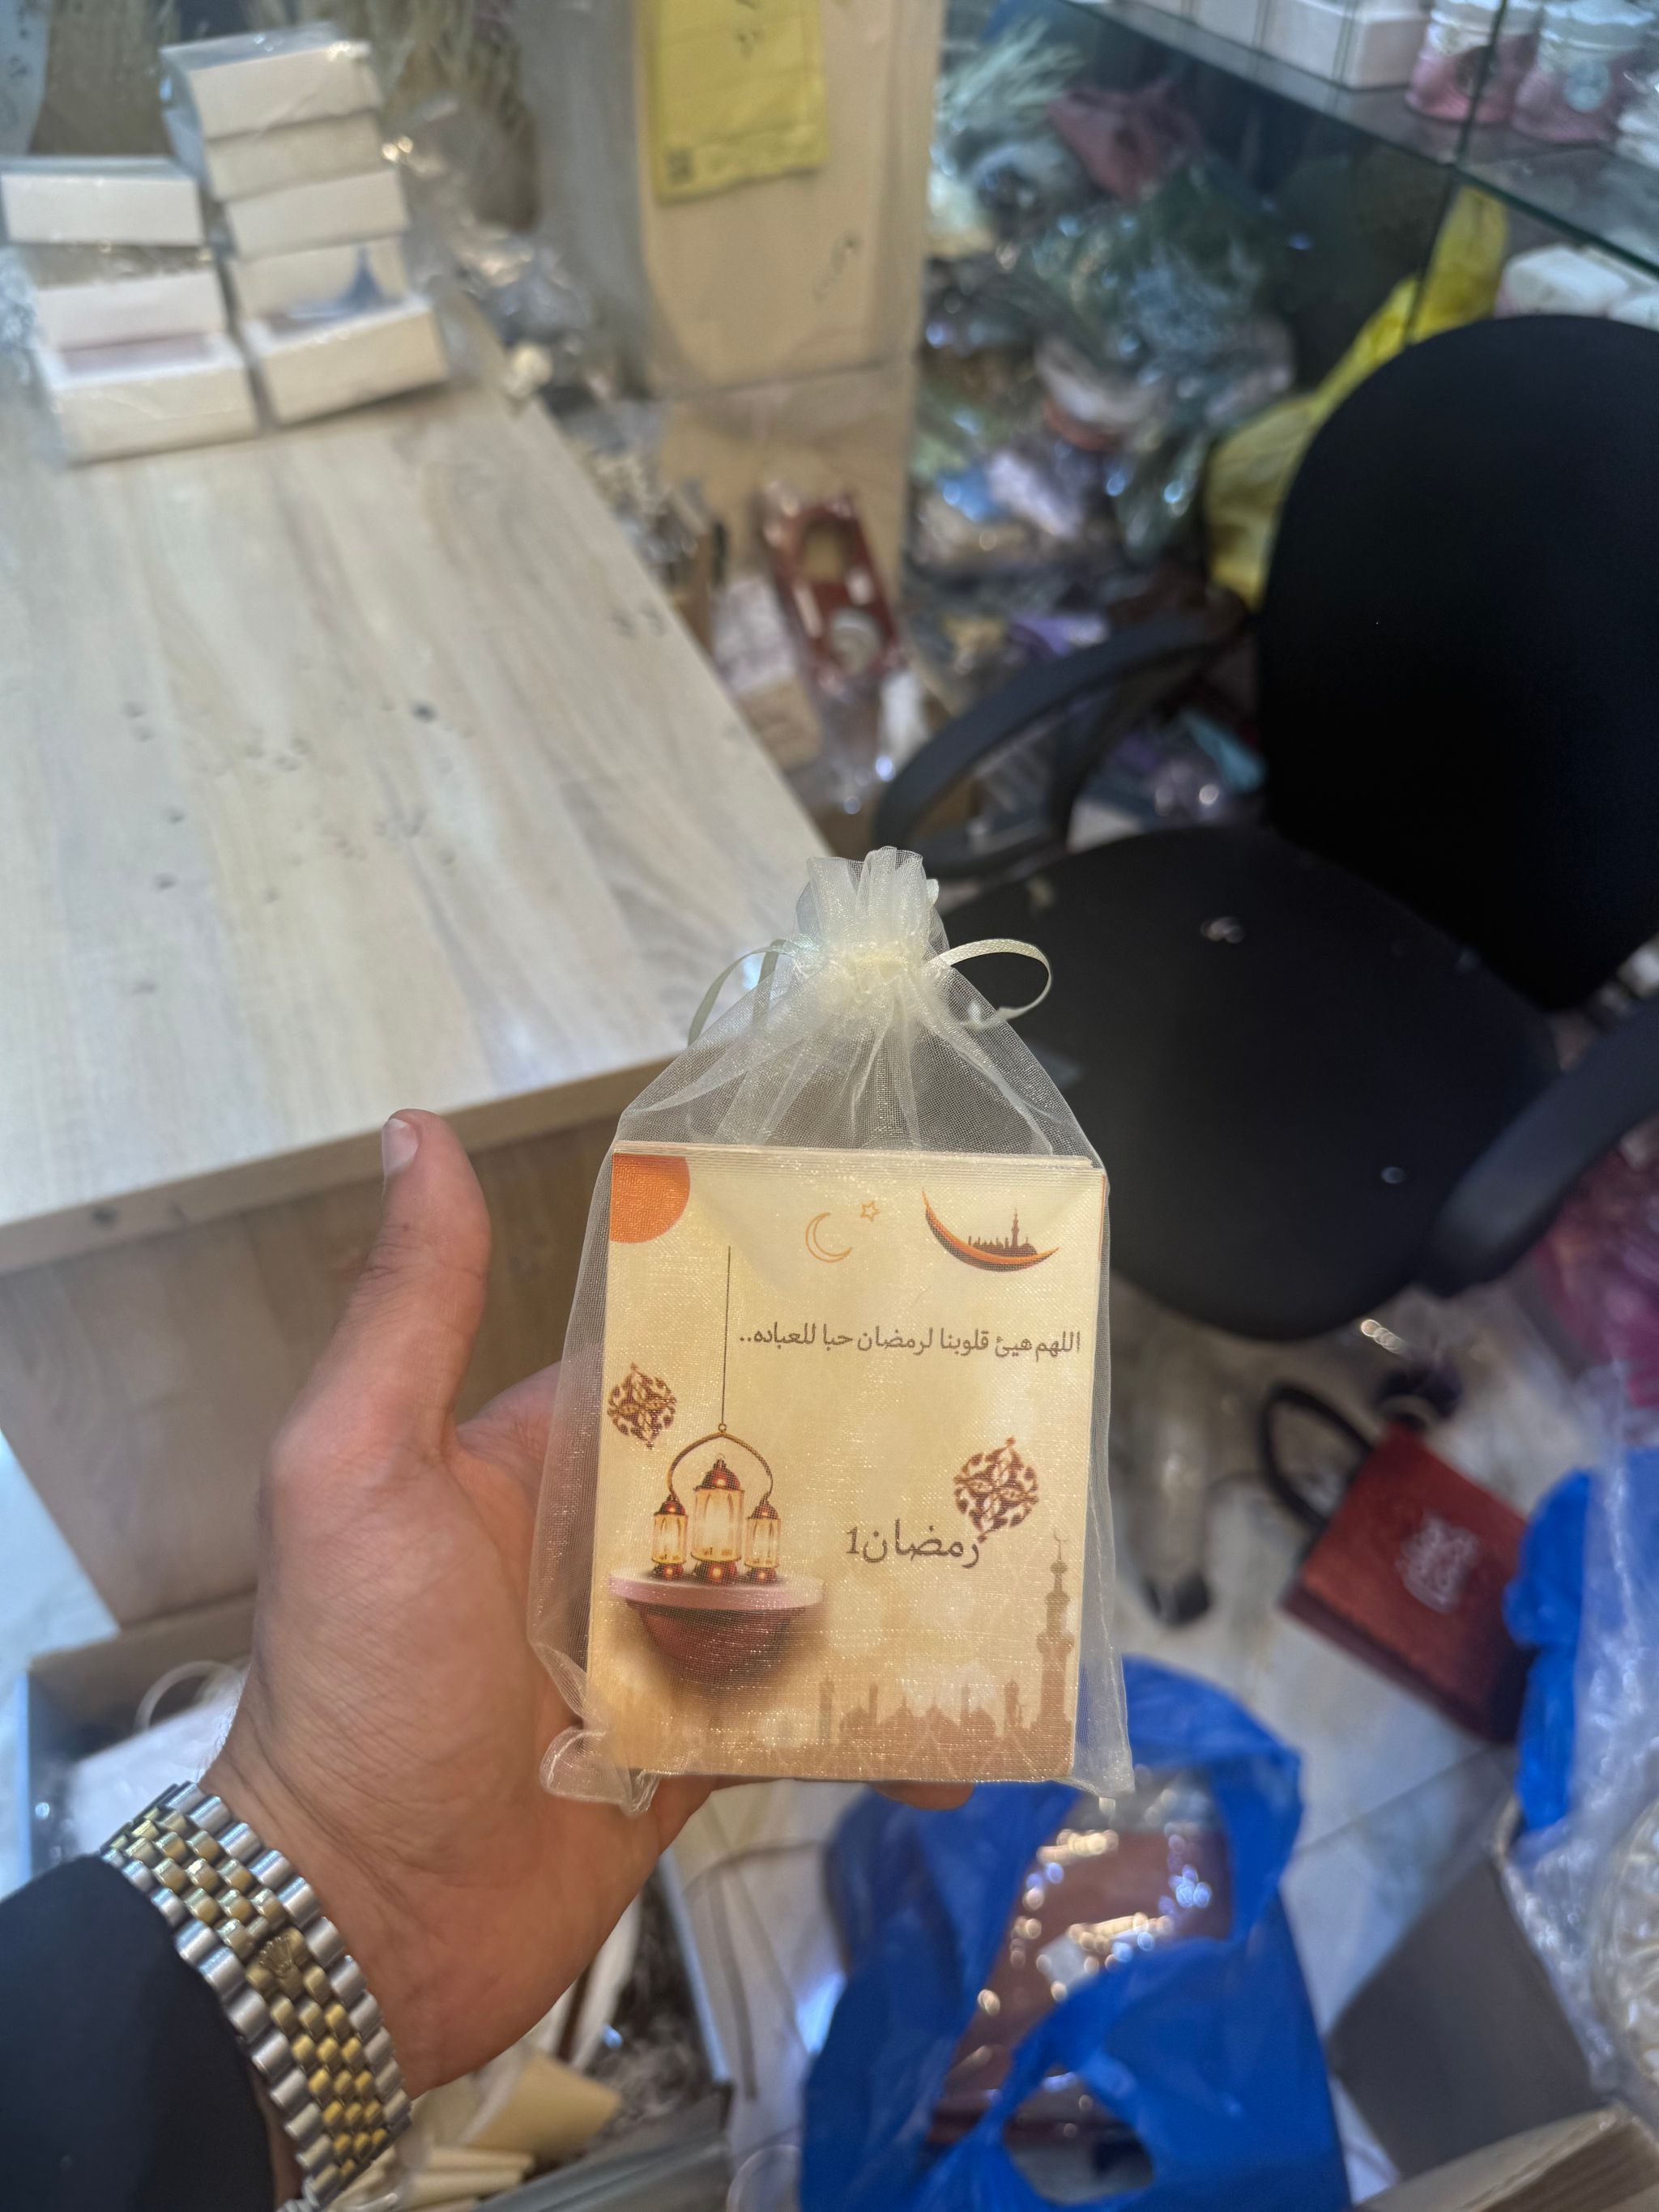 اللهم هيئ قلوبنا لرمضان حبا للعباده..
رمضان1